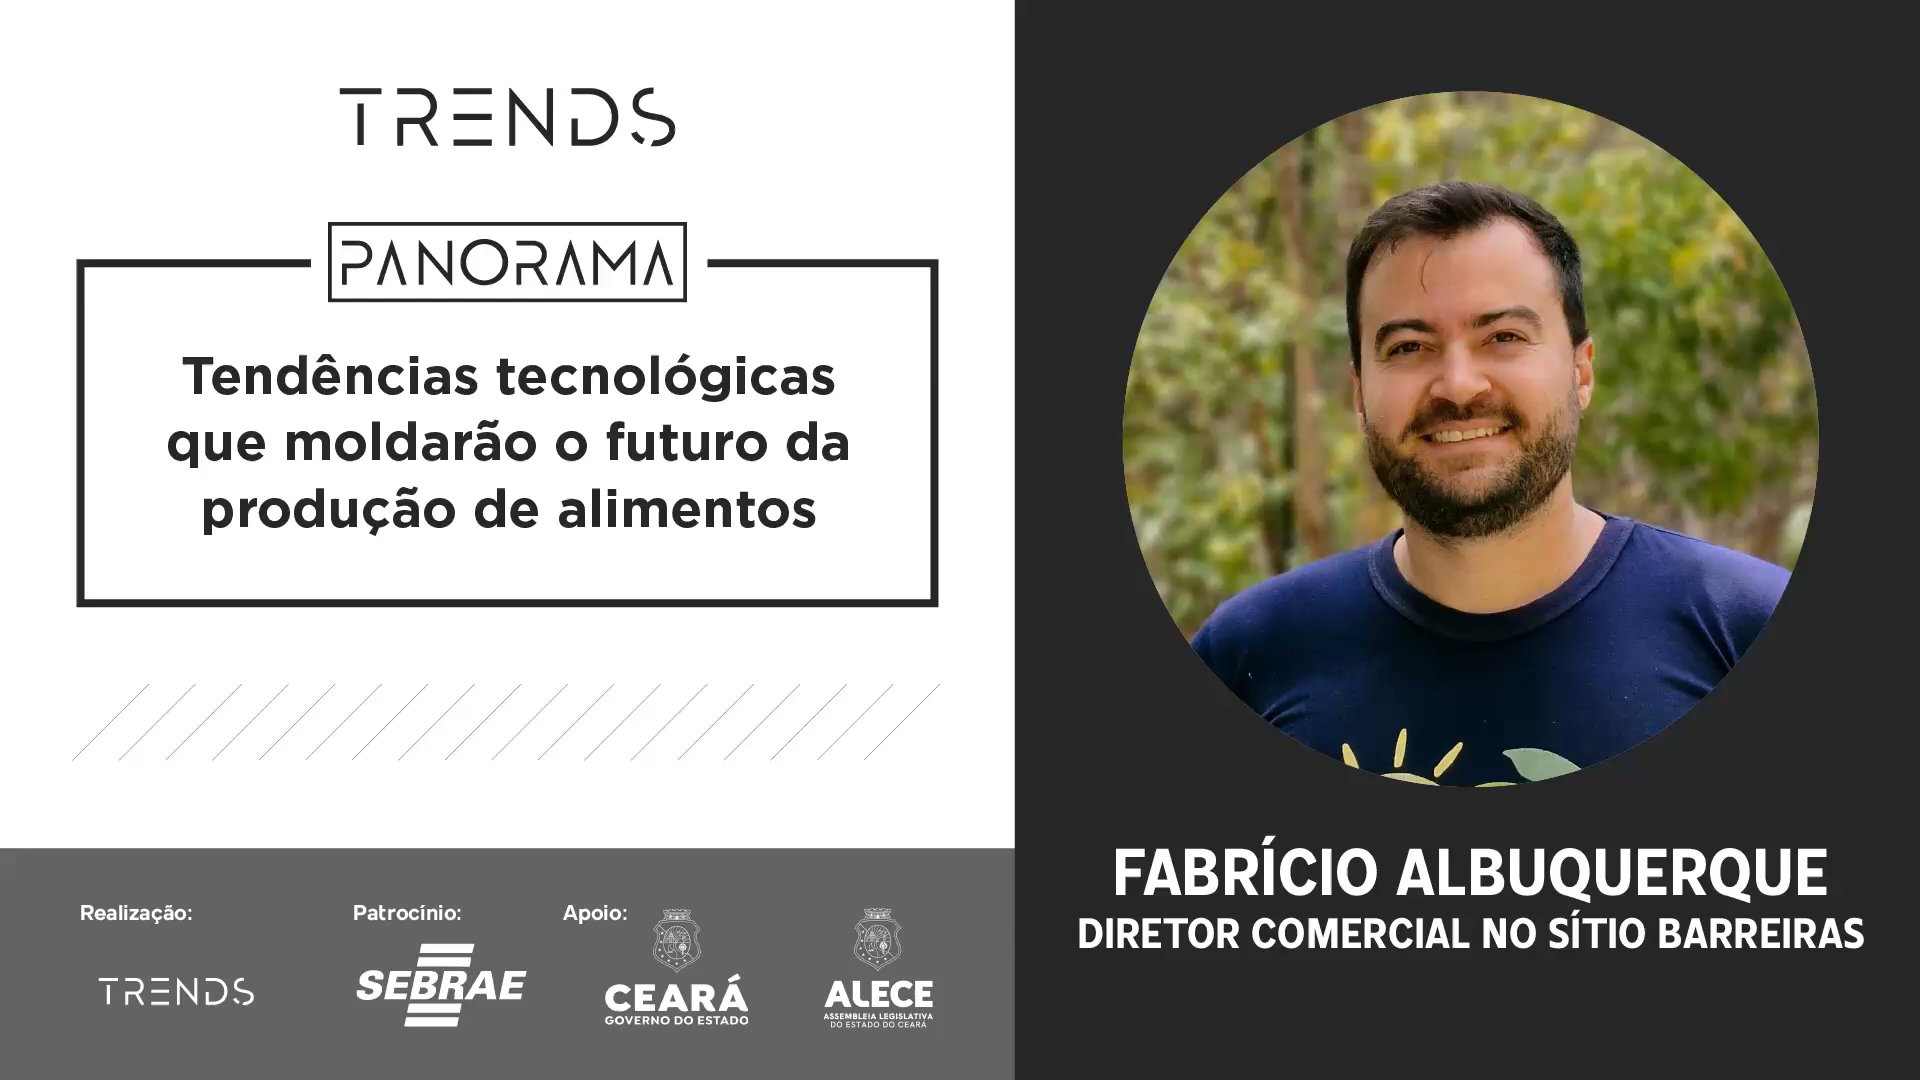 TRENDS
PANORAMA
Tendências tecnológicas
que moldarão o futuro da
produção de alimentos
Realização:
TRENDS
Patrocínio:
SEBRAE
Apoio:
CEARÁ
GOVERNO DO ESTADO
ALECE
ASSEMBLEIA LEGISLATIVA
DO ESTADO DO CEARÁ
FABRÍCIO ALBUQUERQUE
DIRETOR COMERCIAL NO SÍTIO BARREIRAS